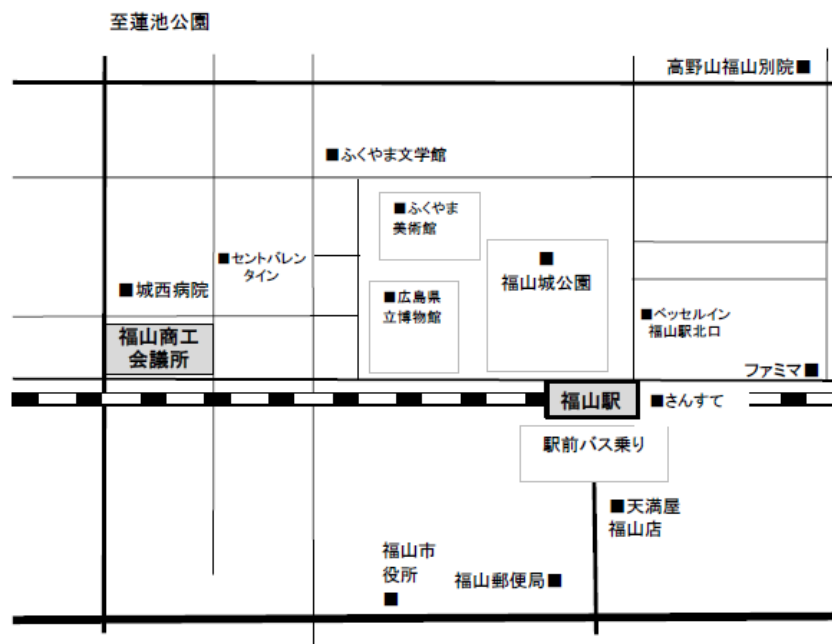 至蓮池公園
高野山福山別院■
■ふくやま文学館
■ふくやま
美術館
■セントバレン
タイン
■
福山城公園
■城西病院
■広島県
立博物館
■ベッセルイン
福山駅北口
福山商工
会議所
ファミマ■
福山駅
■さんすて
駅前バス乗り
■天満屋
福山店
福山市
役所
■
福山郵便局■